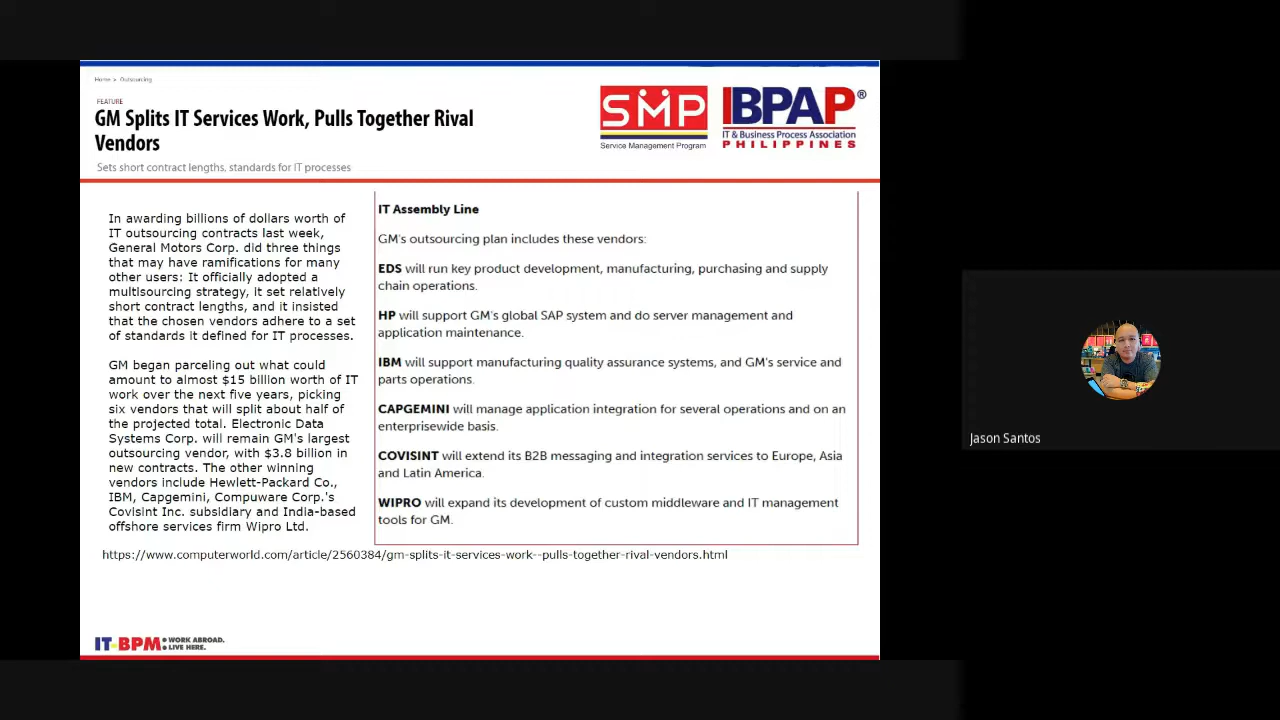 Home > Outsourcing
FEATURE
GM Splits IT Services Work, Pulls Together Rival
Vendors
Sets short contract lengths, standards for IT processes
SMP
Service Management Program
IBPAP®
IT & Business Process Association
PHILIPPINES
In awarding billions of dollars worth of
IT outsourcing contracts last week,
General Motors Corp. did three things
that may have ramifications for many
other users: It officially adopted a
multisourcing strategy, it set relatively
short contract lengths, and it insisted
that the chosen vendors adhere to a set
of standards it defined for IT processes.
GM began parceling out what could
amount to almost $15 billion worth of IT
work over the next five years, picking
six vendors that will split about half of
the projected total. Electronic Data
Systems Corp. will remain GM's largest
outsourcing vendor, with $3.8 billion in
new contracts. The other winning
vendors include Hewlett-Packard Co.,
IBM, Capgemini, Compuware Corp.'s
Covisint Inc. subsidiary and India-based
offshore services firm Wipro Ltd.
IT Assembly Line
GM's outsourcing plan includes these vendors:
EDS will run key product development, manufacturing, purchasing and supply
chain operations.
HP will support GM's global SAP system and do server management and
application maintenance.
IBM will support manufacturing quality assurance systems, and GM's service and
parts operations.
CAPGEMINI will manage application integration for several operations and on an
enterprisewide basis.
COVISINT will extend its B2B messaging and integration services to Europe, Asia
and Latin America.
WIPRO will expand its development of custom middleware and IT management
tools for GM.
https://www.computerworld.com/article/2560384/gm-splits-it-services-work--pulls-together-rival-vendors.html
IT-BPM: WORK ABROAD.
LIVE HERE.
Jason Santos